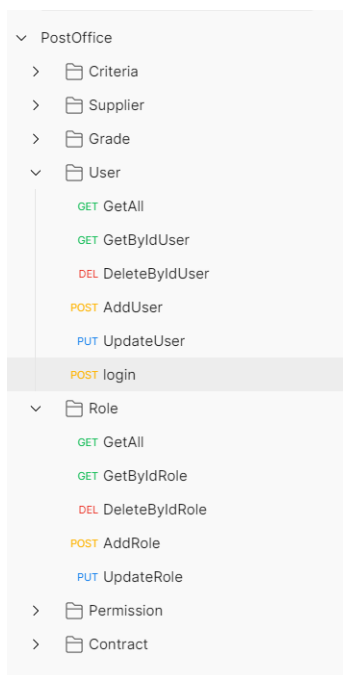 PostOffice
Criteria
Supplier
Grade
User
GET GetAll
GET GetByIdUser
DEL DeleteByIdUser
POST AddUser
PUT UpdateUser
POST login
Role
GET GetAll
GET GetByIdRole
DEL DeleteByIdRole
POST AddRole
PUT UpdateRole
Permission
Contract